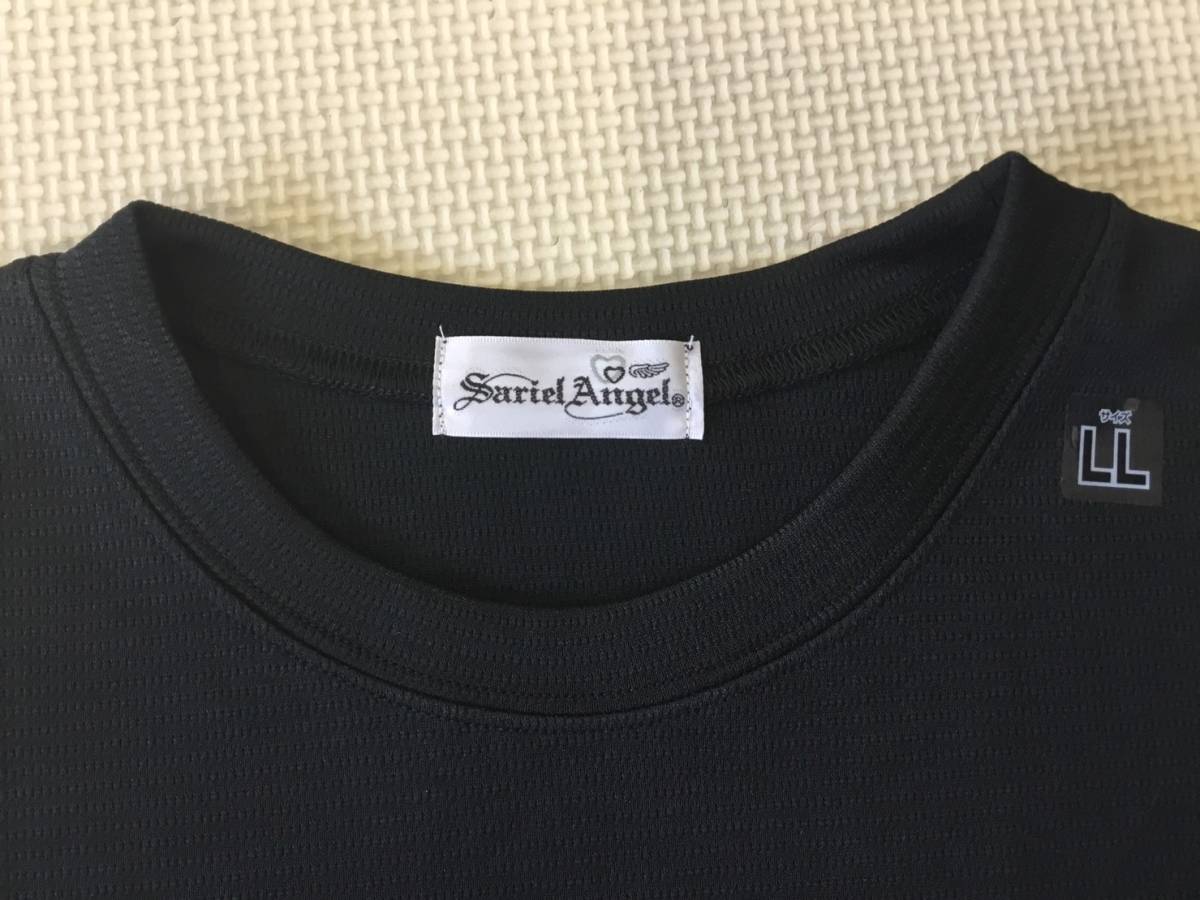 Sariel Angel®
サイズ
LL